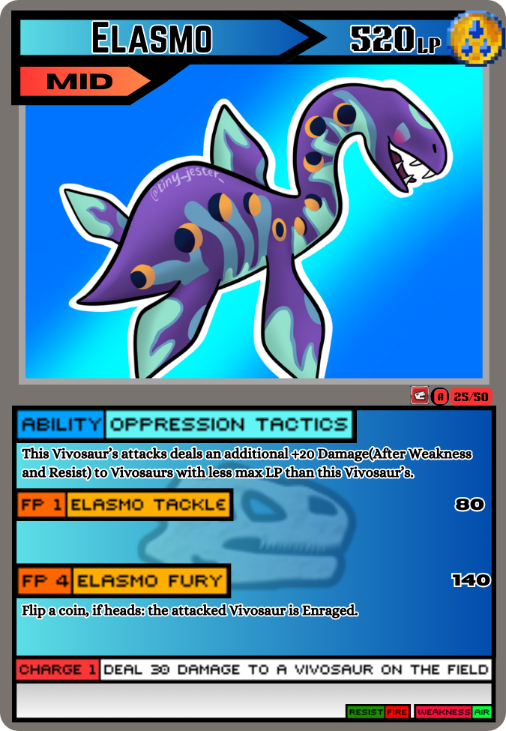 ELASMO
520 LP
MID
@tiny_jester_
A 25/50
ABILITY OPPRESSION TACTICS
This Vivosaur's attacks deals an additional +20 Damage(After Weakness
and Resist) to Vivosaurs with less max LP than this Vivosaur's.
FP 1 ELASMO TACKLE 80
FP 4 ELASMO FURY 140
Flip a coin, if heads: the attacked Vivosaur is Enraged.
CHARGE 1 DEAL 30 DAMAGE TO A VIVOSAUR ON THE FIELD
RESIST FIRE WEAKNESS AIR